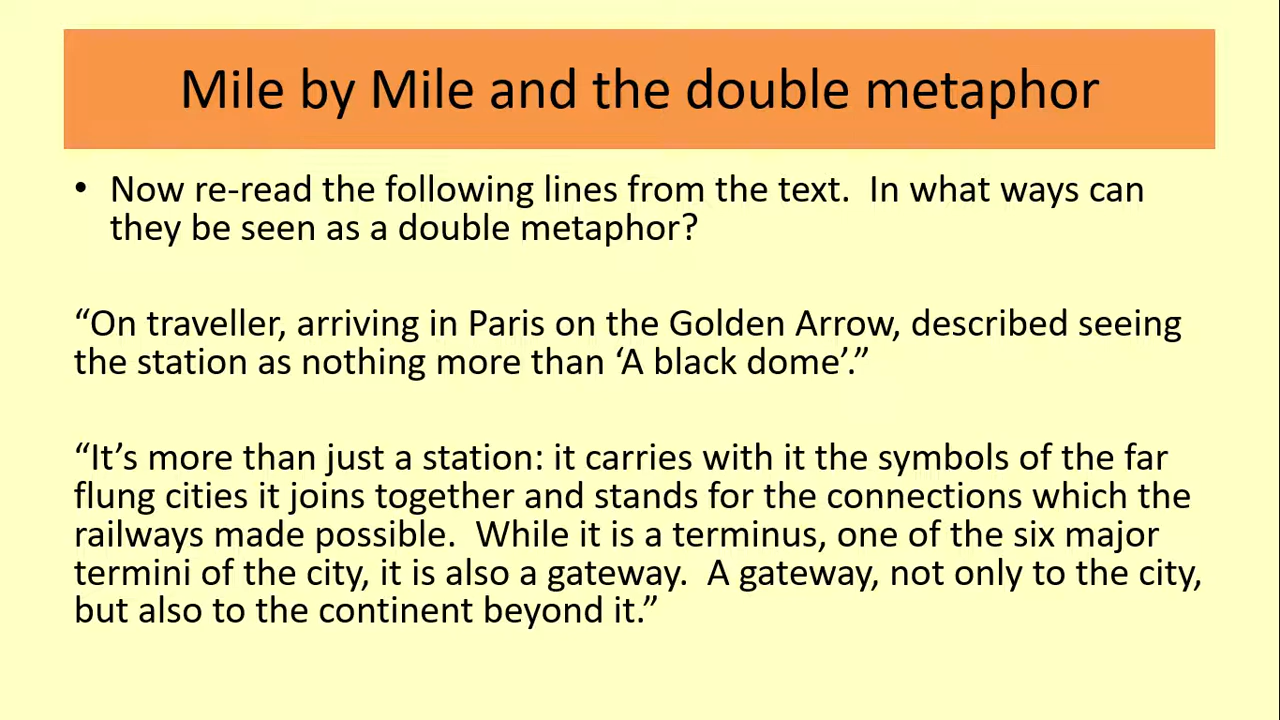 Mile by Mile and the double metaphor
• Now re-read the following lines from the text.  In what ways can
they be seen as a double metaphor?
“On traveller, arriving in Paris on the Golden Arrow, described seeing
the station as nothing more than ‘A black dome’.”
“It’s more than just a station: it carries with it the symbols of the far
flung cities it joins together and stands for the connections which the
railways made possible.  While it is a terminus, one of the six major
termini of the city, it is also a gateway.  A gateway, not only to the city,
but also to the continent beyond it.”